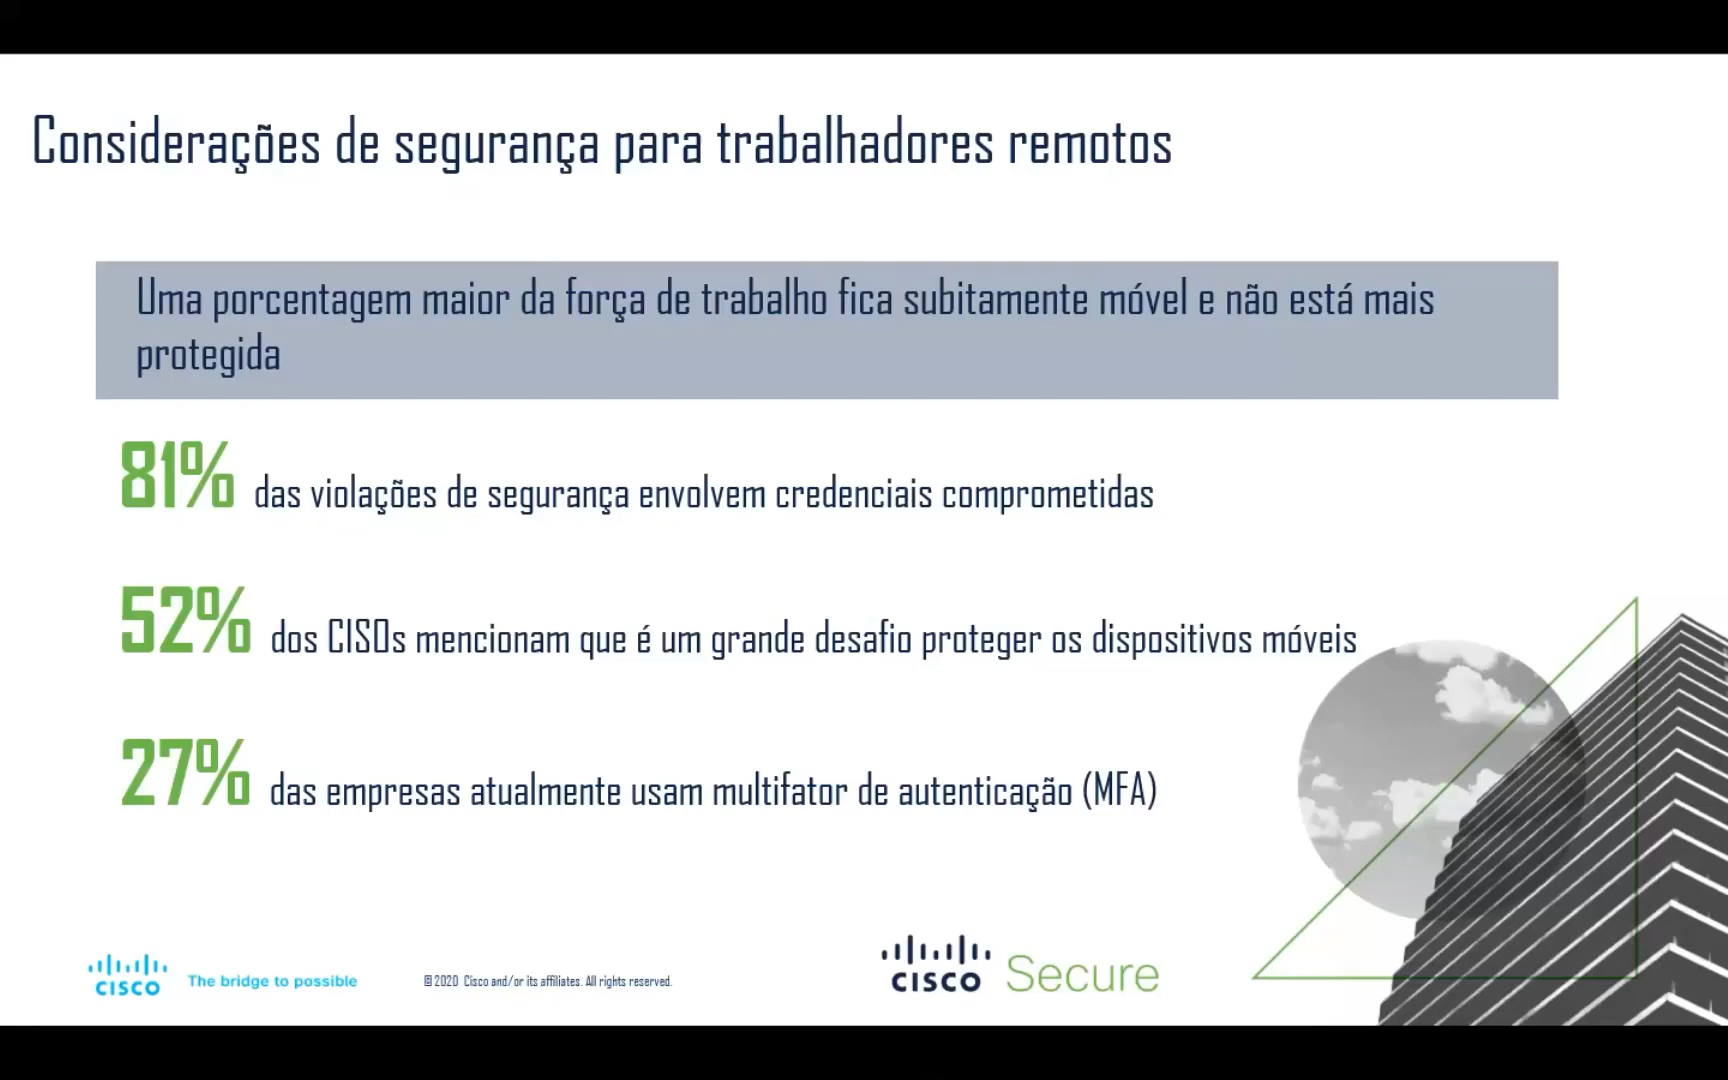 Considerações de segurança para trabalhadores remotos
Uma porcentagem maior da força de trabalho fica subitamente móvel e não está mais
protegida
81% das violações de segurança envolvem credenciais comprometidas
52% dos CISOs mencionam que é um grande desafio proteger os dispositivos móveis
27% das empresas atualmente usam multifator de autenticação (MFA)
CISCO The bridge to possible
© 2020 Cisco and/or its affiliates. All rights reserved.
CISCO Secure